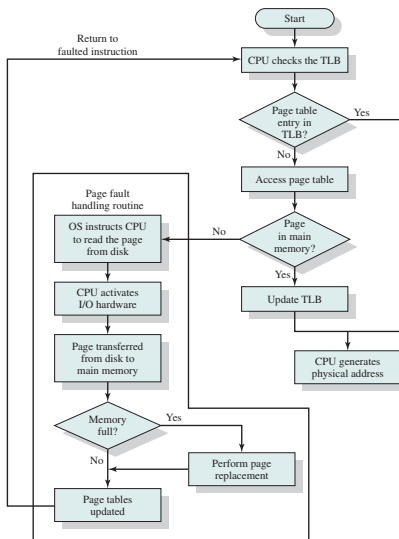 Start
Return to
faulted instruction
CPU checks the TLB
Page table
entry in
TLB?
Yes
No
Access page table
Page fault
handling routine
OS instructs CPU
to read the page
from disk
No
Page
in main
memory?
Yes
CPU activates
I/O hardware
Update TLB
Page transferred
from disk to
main memory
CPU generates
physical address
Memory
full?
Yes
No
Perform page
replacement
Page tables
updated